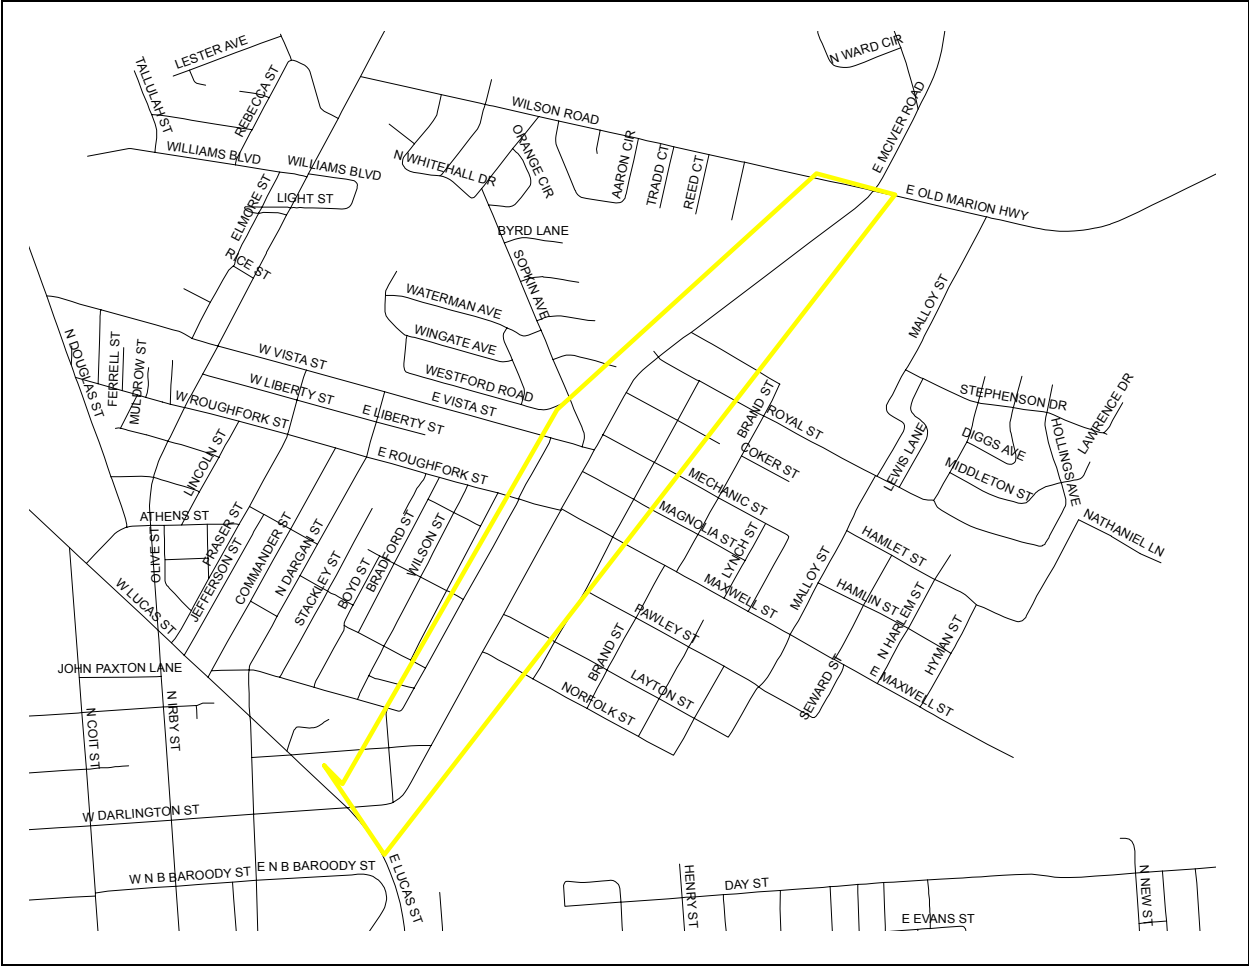 N WARD CIR
LESTER AVE
TALLULAH ST
REBECCA ST
E MCIVER ROAD
WILSON ROAD
ORANGE CIR
AARON CIR
WILLIAMS BLVD
WILLIAMS BLVD
N WHITEHALL DR
TRADD CT
REED CT
E OLD MARION HWY
LIGHT ST
ELMORE ST
BYRD LANE
RICE ST
SOPKIN AVE
WATERMAN AVE
MALLOY ST
WINGATE AVE
N DOUGLAS ST
FERRELL ST
MULDROW ST
W VISTA ST
WESTFORD ROAD
W LIBERTY ST
E VISTA ST
W ROUGHFORK ST
E LIBERTY ST
BRAND ST
ROYAL ST
STEPHENSON DR
LAWRENCE DR
LEWIS LANE
DIGGS AVE
HOLLINGS AVE
LINCOLN ST
E ROUGHFORK ST
COKER ST
MIDDLETON ST
MECHANIC ST
ATHENS ST
OLIVE ST
PRASER ST
JEFFERSON ST
COMMANDER ST
N DARGAN ST
STACKLEY ST
BOYD ST
BRADFORD ST
WILSON ST
MAGNOLIA ST
LYNCH ST
NATHANIEL LN
HAMLET ST
MALLOY ST
MAXWELL ST
HAMLIN ST
N HARLEM ST
HYMAN ST
W LUCAS ST
PAWLEY ST
BRAND ST
JOHN PAXTON LANE
LAYTON ST
SEWARD ST
E MAXWELL ST
NORFOLK ST
N COIT ST
N IRBY ST
W DARLINGTON ST
W N B BAROODY ST
E N B BAROODY ST
E LUCAS ST
HENRY ST
DAY ST
E EVANS ST
N NEW ST